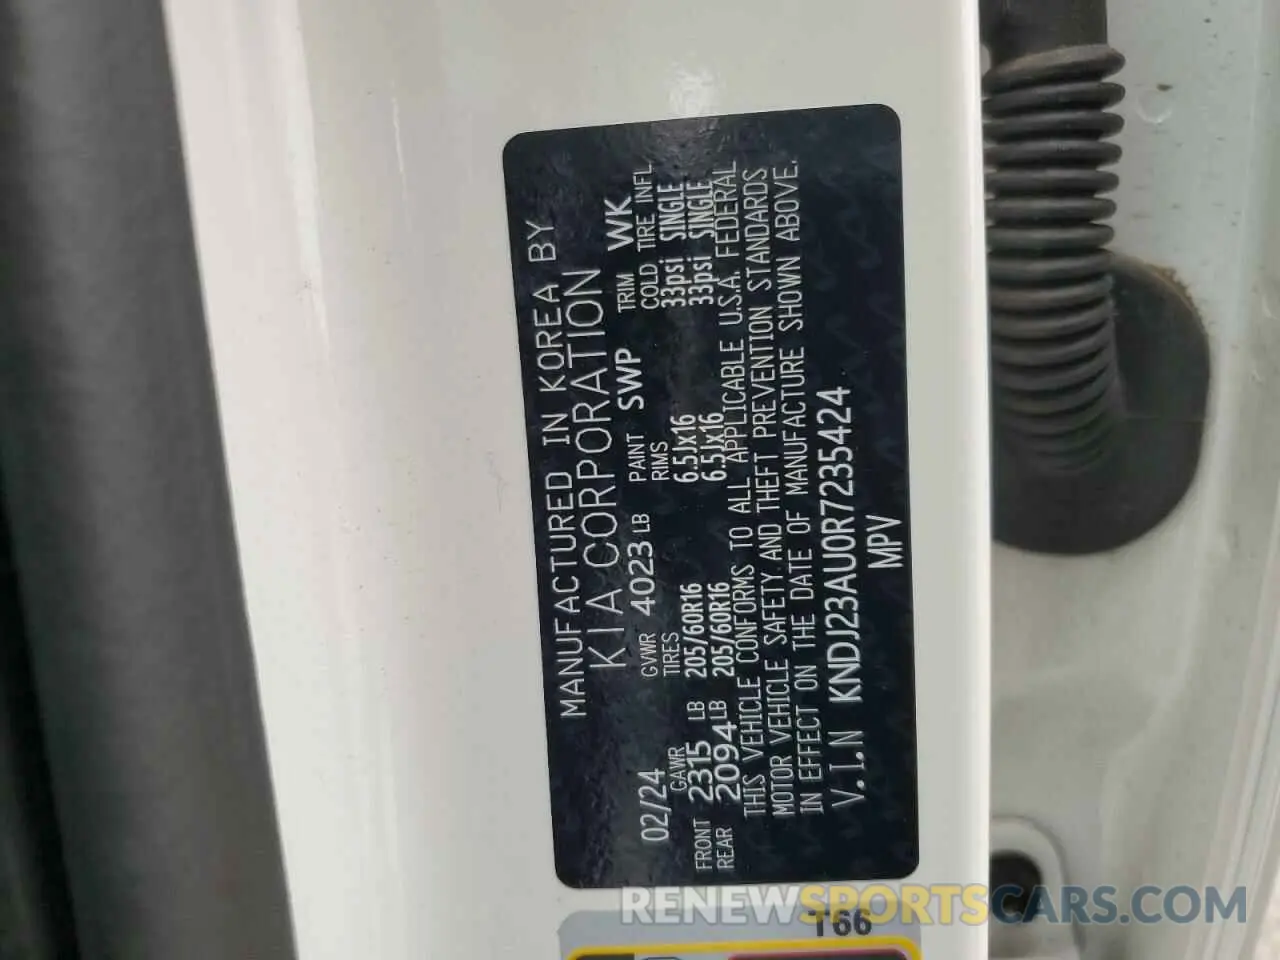 MANUFACTURED IN KOREA BY
KIA CORPORATION
02/24 GVWR 4023 LB PAINT SWP TRIM WK
GAWR TIRES RIMS COLD TIRE INFL
FRONT 2315 LB 205/60R16 6.5Jx16 33psi SINGLE
REAR 2094 LB 205/60R16 6.5Jx16 33psi SINGLE
THIS VEHICLE CONFORMS TO ALL APPLICABLE U.S.A. FEDERAL
MOTOR VEHICLE SAFETY AND THEFT PREVENTION STANDARDS
IN EFFECT ON THE DATE OF MANUFACTURE SHOWN ABOVE.
V.I.N KNDJ23AU0R7235424
MPV
T66
RENEWSPORTSCARS.COM